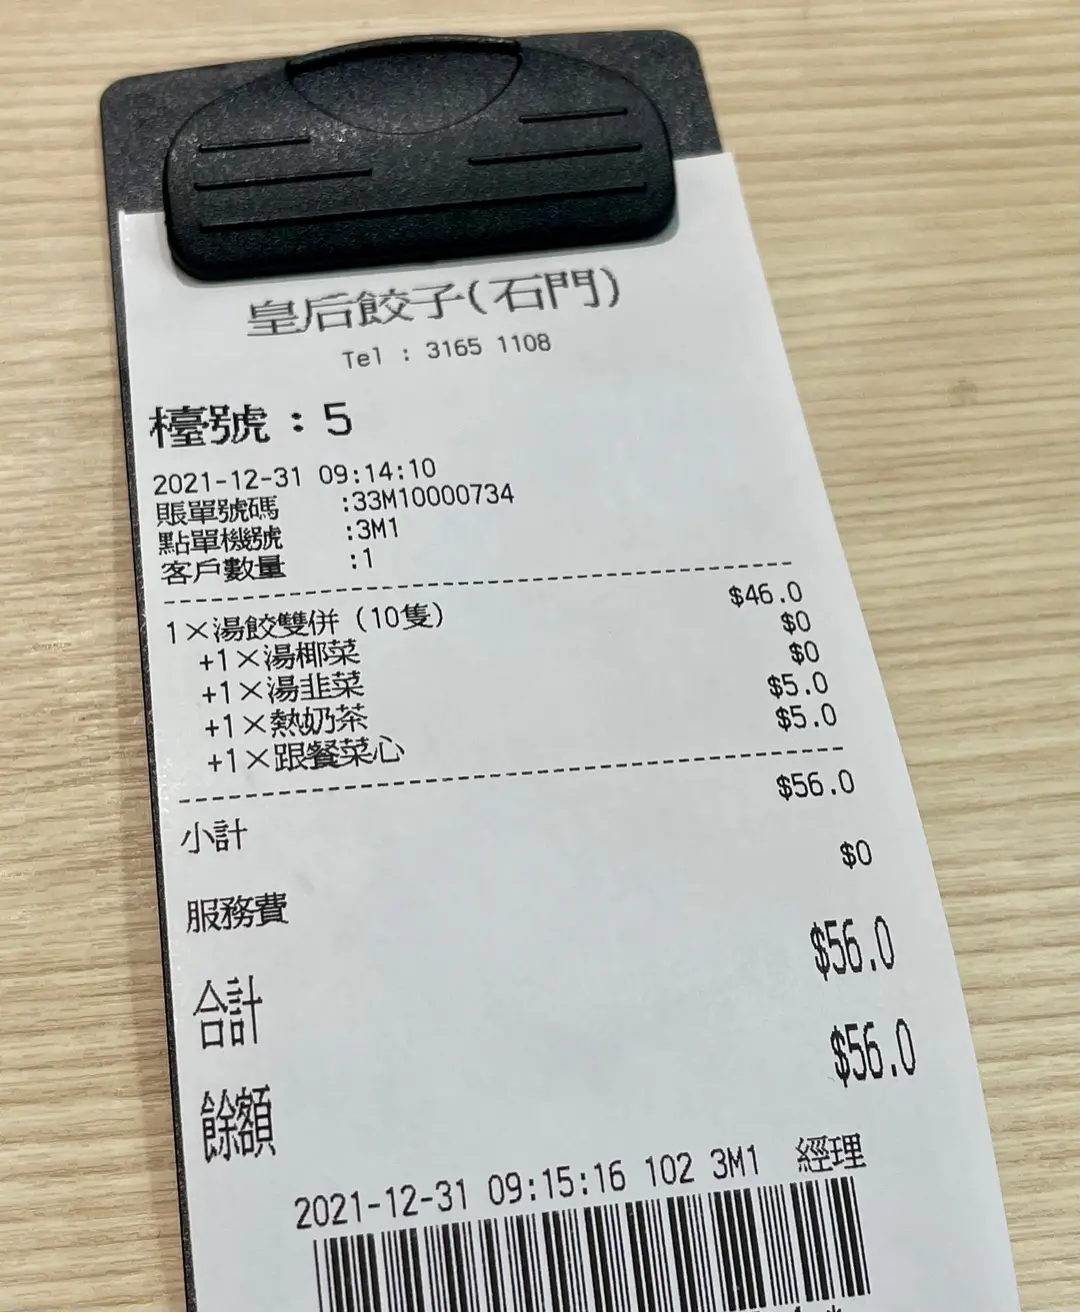 皇后餃子(石門)
Tel : 3165 1108
檯號：5
2021-12-31 09:14:10
賬單號碼 :33M10000734
點單機號 :3M1
客戶數量 :1
1×湯餃雙併（10隻） $46.0
+1×湯椰菜 $0
+1×湯韭菜 $0
+1×熱奶茶 $5.0
+1×跟餐菜心 $5.0
小計 $56.0
服務費 $0
合計 $56.0
餘額 $56.0
2021-12-31 09:15:16 102 3M1 經理